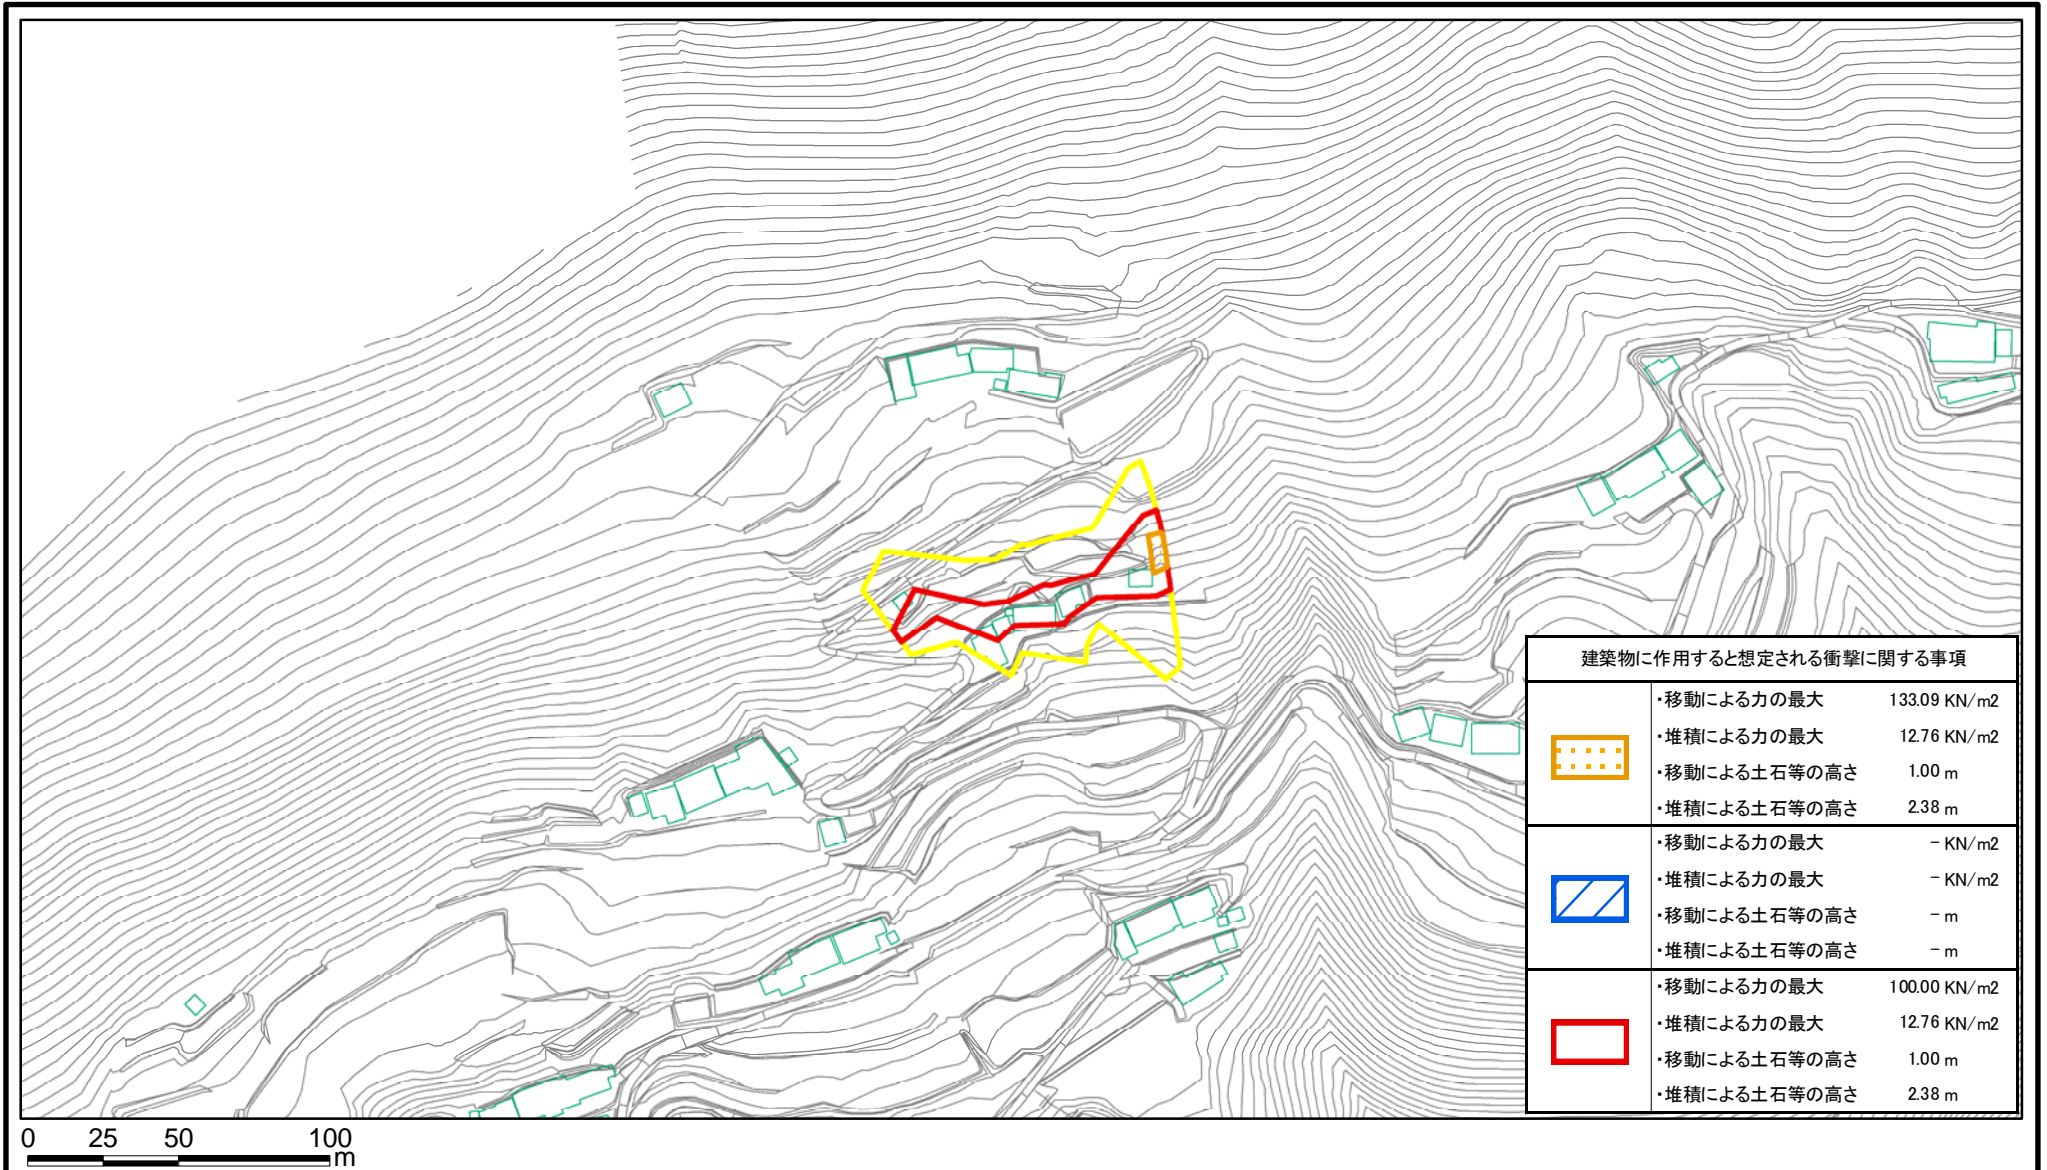 建築物に作用すると想定される衝撃に関する事項
・移動による力の最大 133.09 KN/m2
・堆積による力の最大 12.76 KN/m2
・移動による土石等の高さ 1.00 m
・堆積による土石等の高さ 2.38 m
・移動による力の最大 - KN/m2
・堆積による力の最大 - KN/m2
・移動による土石等の高さ - m
・堆積による土石等の高さ - m
・移動による力の最大 100.00 KN/m2
・堆積による力の最大 12.76 KN/m2
・移動による土石等の高さ 1.00 m
・堆積による土石等の高さ 2.38 m
0 25 50 100
m